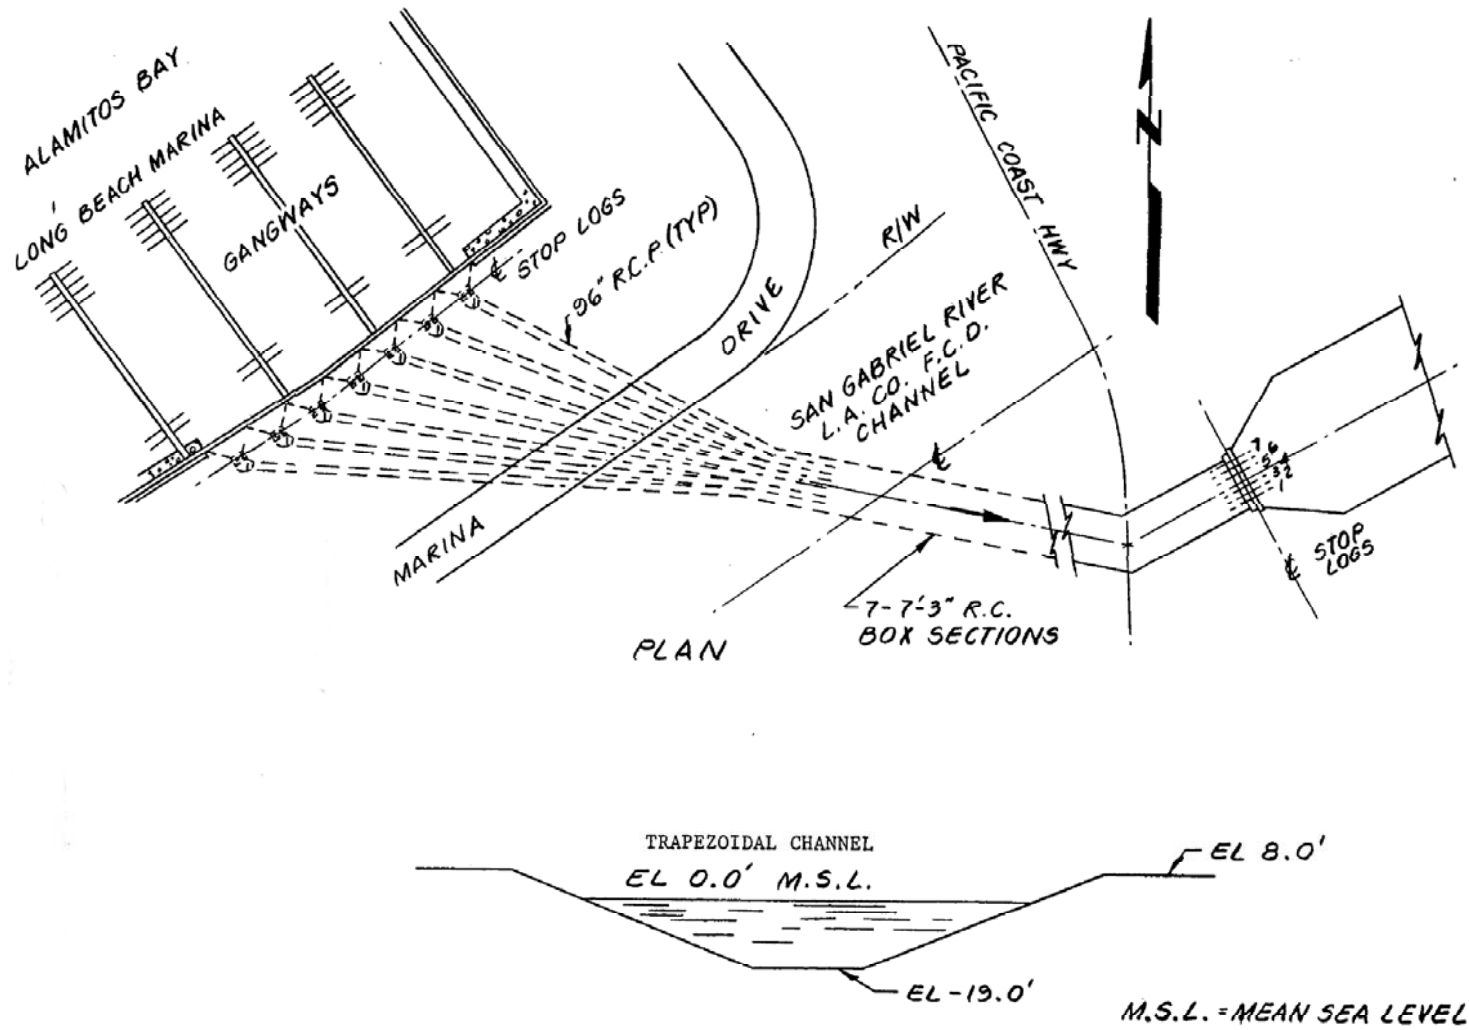 ALAMITOS BAY
LONG BEACH MARINA
GANGWAYS
℄ STOP LOGS
96" R.C.P. (TYP)
MARINA DRIVE
R/W
PACIFIC COAST HWY
N
SAN GABRIEL RIVER
L.A. CO. F.C.D.
CHANNEL
℄
7 6
5 4
3 2
1
℄ STOP
LOGS
7-7'-3" R.C.
BOX SECTIONS
PLAN
TRAPEZOIDAL CHANNEL
EL 0.0' M.S.L.
EL 8.0'
EL -19.0'
M.S.L. = MEAN SEA LEVEL